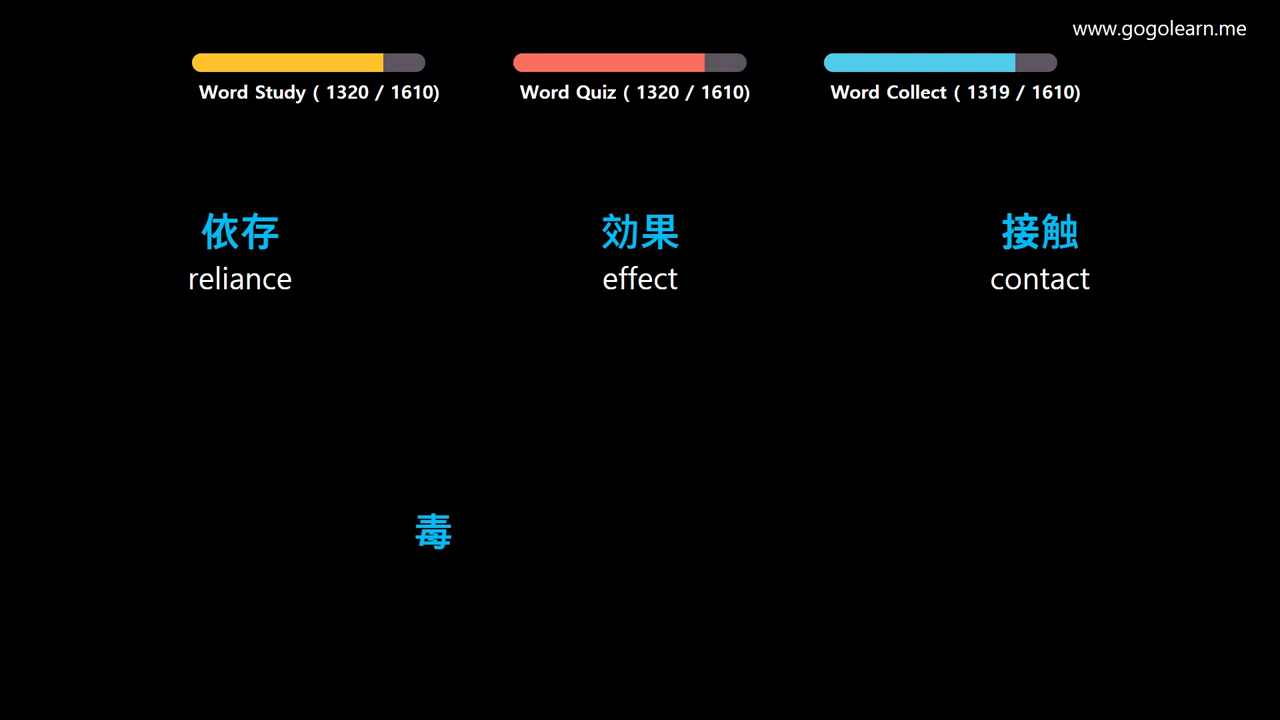 www.gogolearn.me
Word Study ( 1320 / 1610)
Word Quiz ( 1320 / 1610)
Word Collect ( 1319 / 1610)
依存
reliance
効果
effect
接触
contact
毒